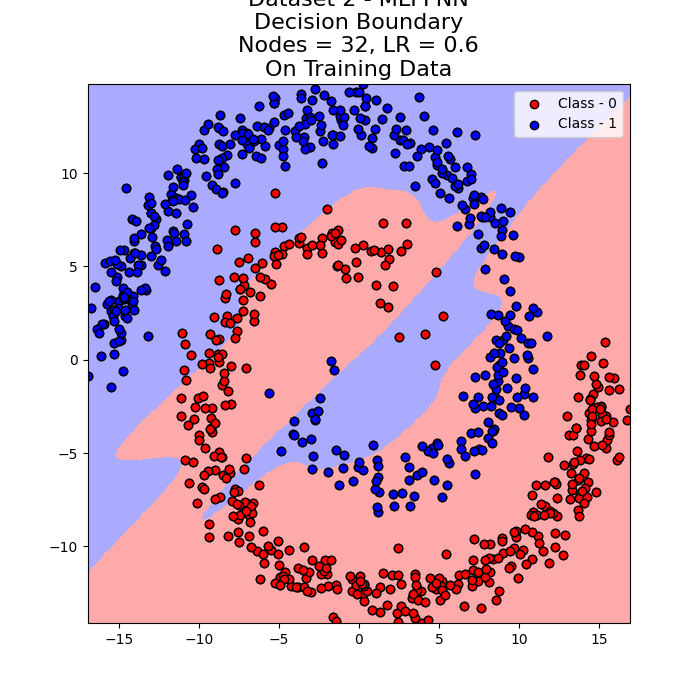 Dataset 2 - MLFFNN
Decision Boundary
Nodes = 32, LR = 0.6
On Training Data
Class - 0
Class - 1
10
5
0
−5
−10
−15
−10
−5
0
5
10
15